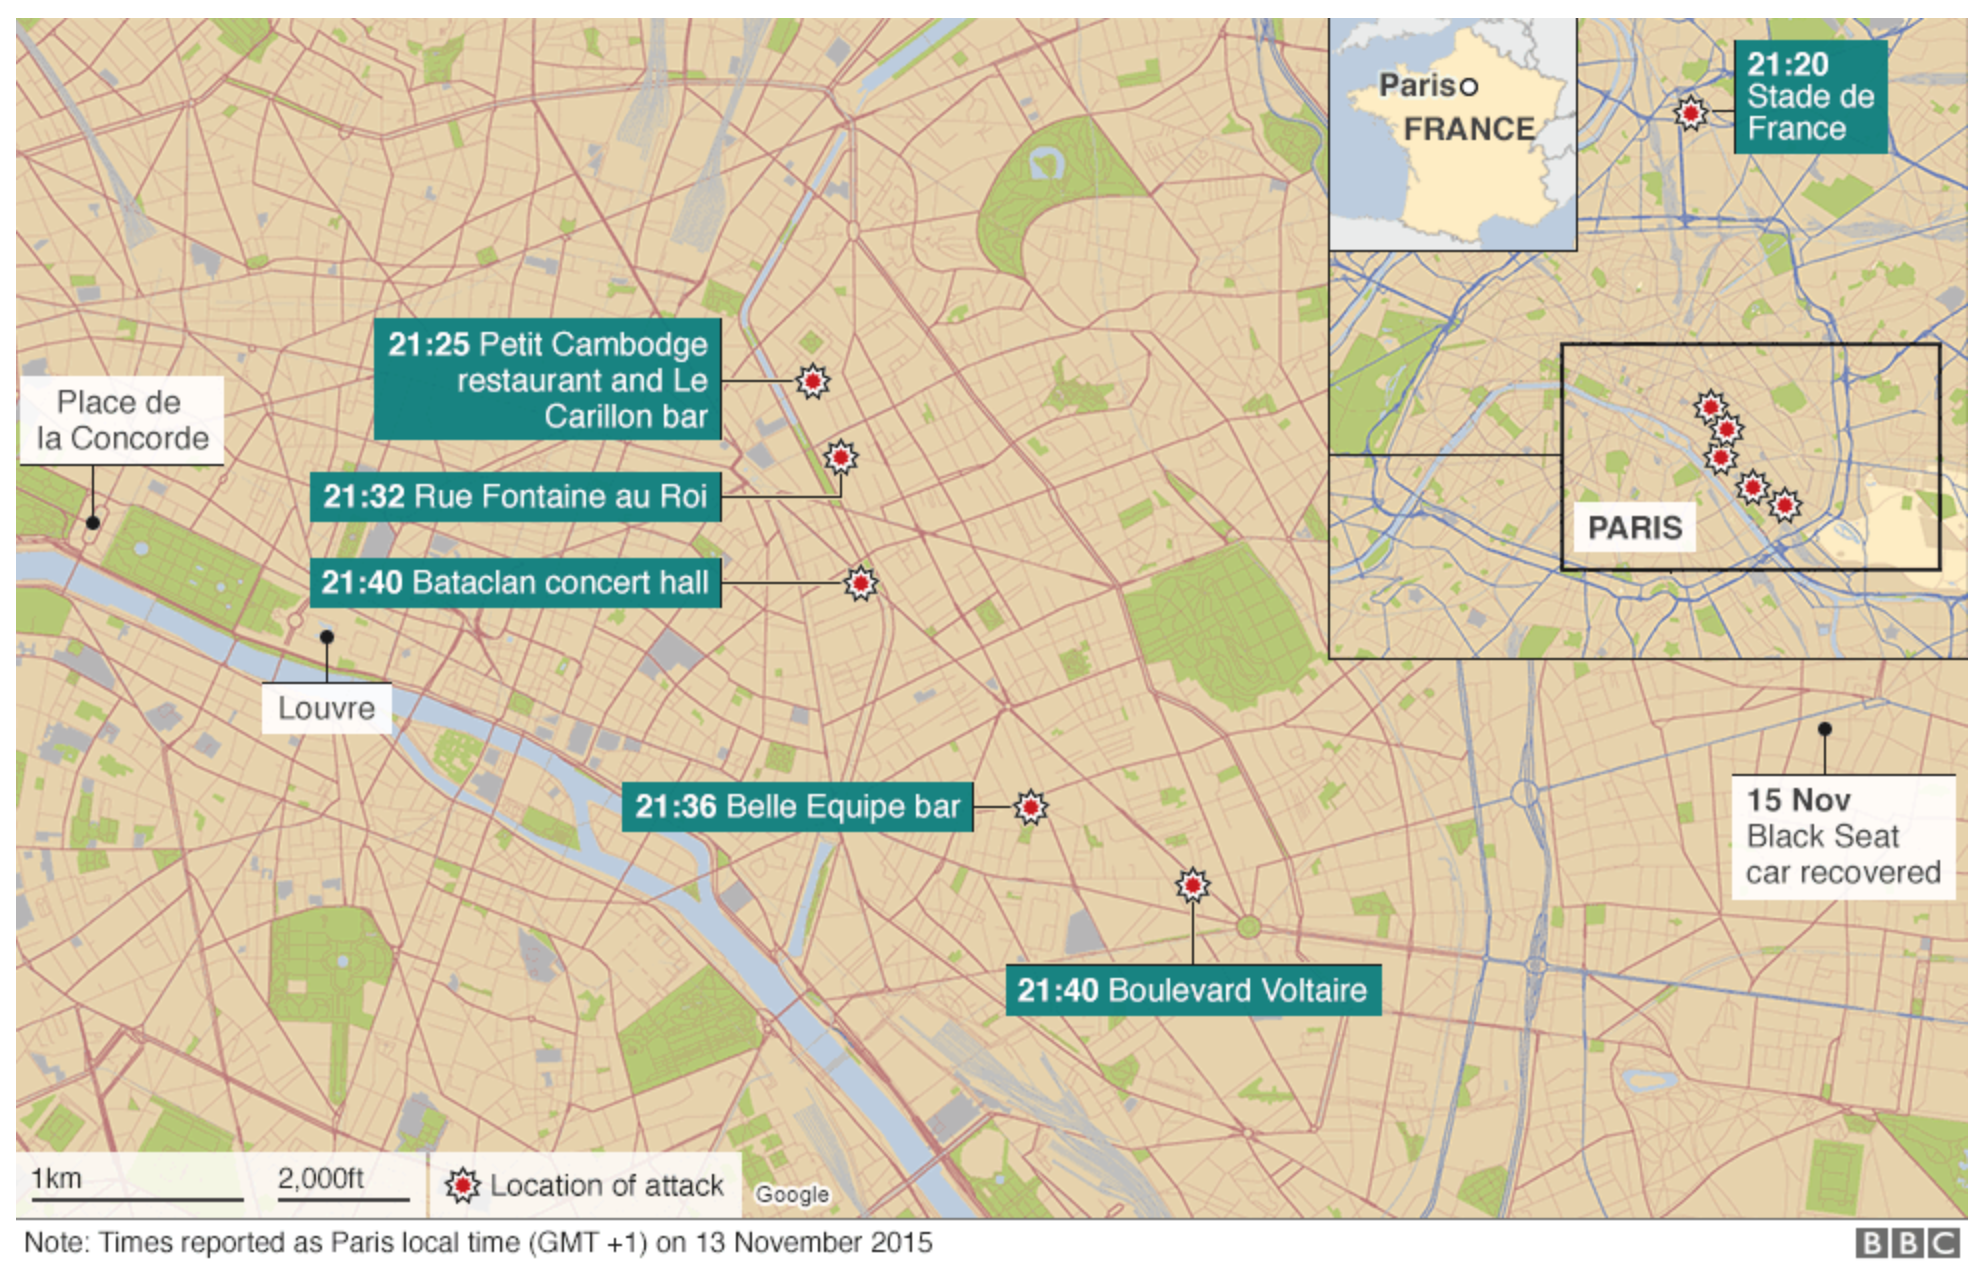 Paris
FRANCE
21:20
Stade de
France
21:25 Petit Cambodge
restaurant and Le
Carillon bar
Place de
la Concorde
21:32 Rue Fontaine au Roi
PARIS
21:40 Bataclan concert hall
Louvre
21:36 Belle Equipe bar
15 Nov
Black Seat
car recovered
21:40 Boulevard Voltaire
1km
2,000ft
Location of attack
Google
Note: Times reported as Paris local time (GMT +1) on 13 November 2015
BBC